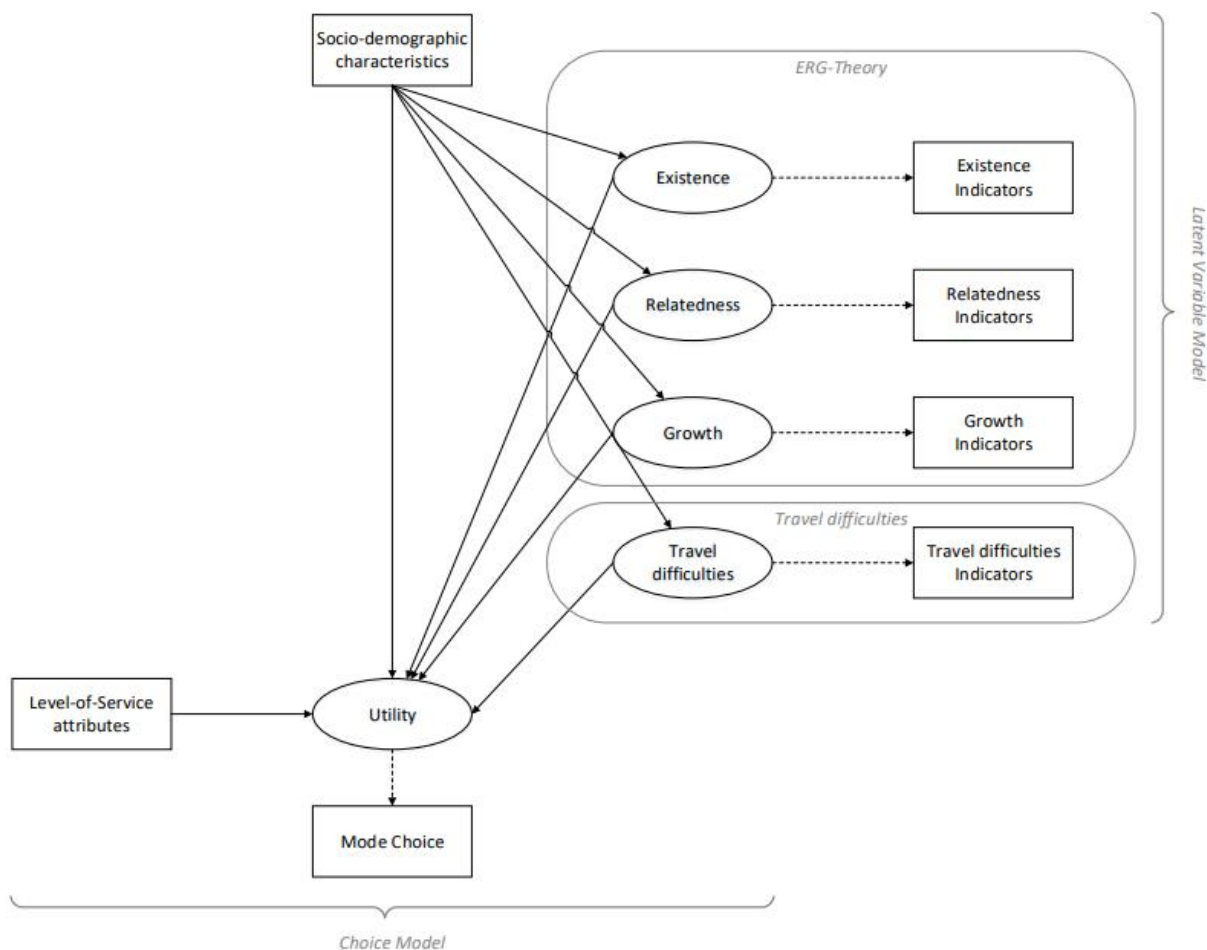 Socio-demographic
characteristics
ERG-Theory
Existence
Existence
Indicators
Relatedness
Relatedness
Indicators
Growth
Growth
Indicators
Latent Variable Model
Travel difficulties
Travel
difficulties
Travel difficulties
Indicators
Level-of-Service
attributes
Utility
Mode Choice
Choice Model